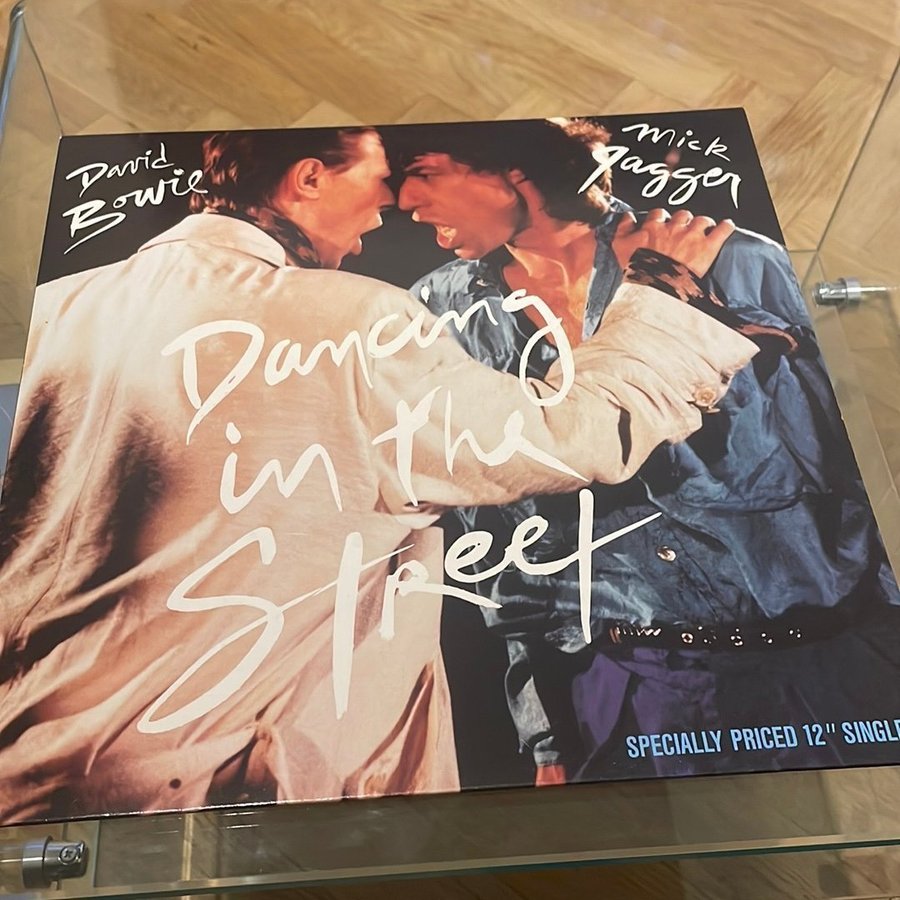 David
Bowie
Mick
Jagger
Dancing
in the
Street
SPECIALLY PRICED 12" SINGLE